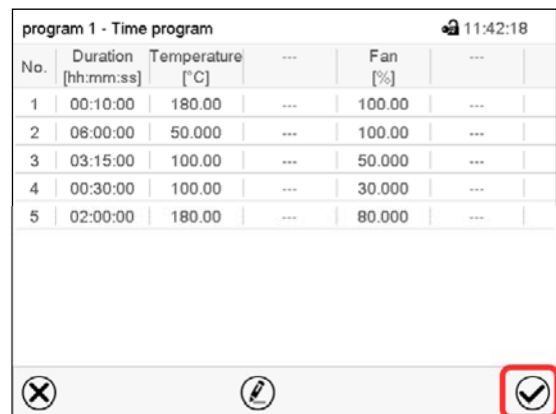 program 1 - Time program 11:42:18
No. Duration [hh:mm:ss] Temperature [°C] --- Fan [%] ---
1 00:10:00 180.00 --- 100.00 ---
2 06:00:00 50.000 --- 100.00 ---
3 03:15:00 100.00 --- 50.000 ---
4 00:30:00 100.00 --- 30.000 ---
5 02:00:00 180.00 --- 80.000 ---